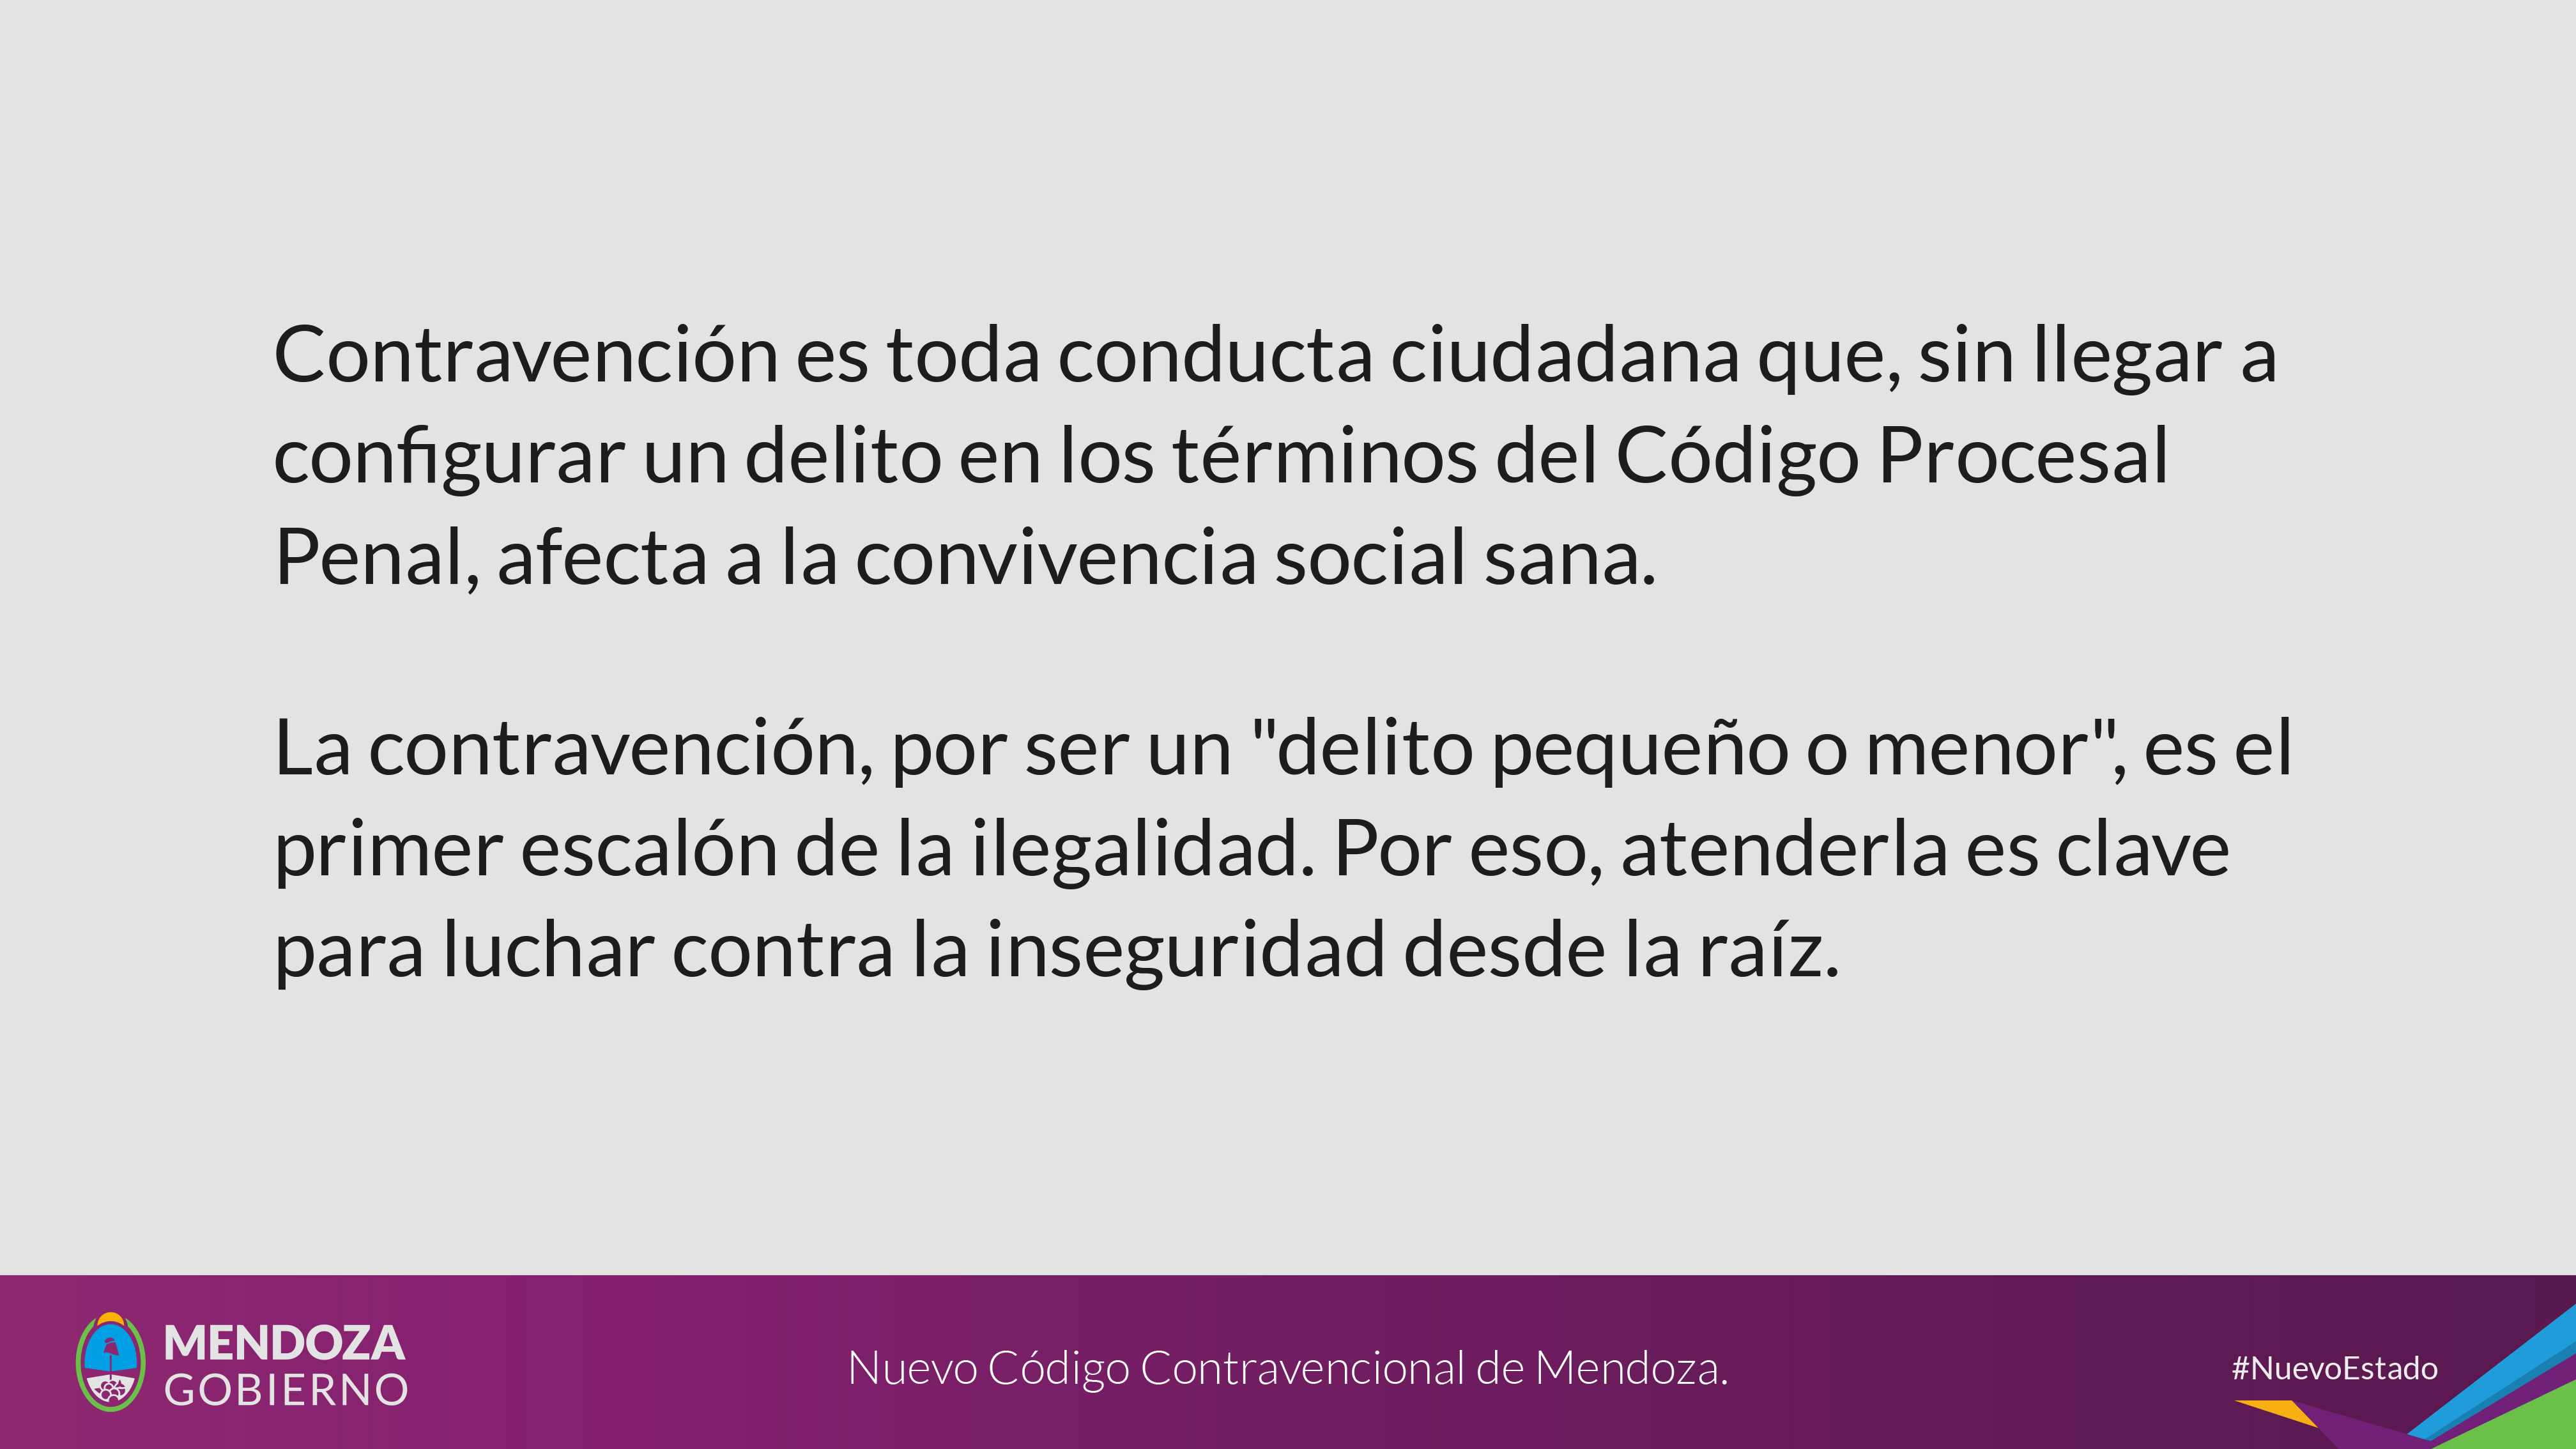 Contravención es toda conducta ciudadana que, sin llegar a
configurar un delito en los términos del Código Procesal
Penal, afecta a la convivencia social sana.
La contravención, por ser un "delito pequeño o menor", es el
primer escalón de la ilegalidad. Por eso, atenderla es clave
para luchar contra la inseguridad desde la raíz.
MENDOZA
GOBIERNO
Nuevo Código Contravencional de Mendoza.
#NuevoEstado